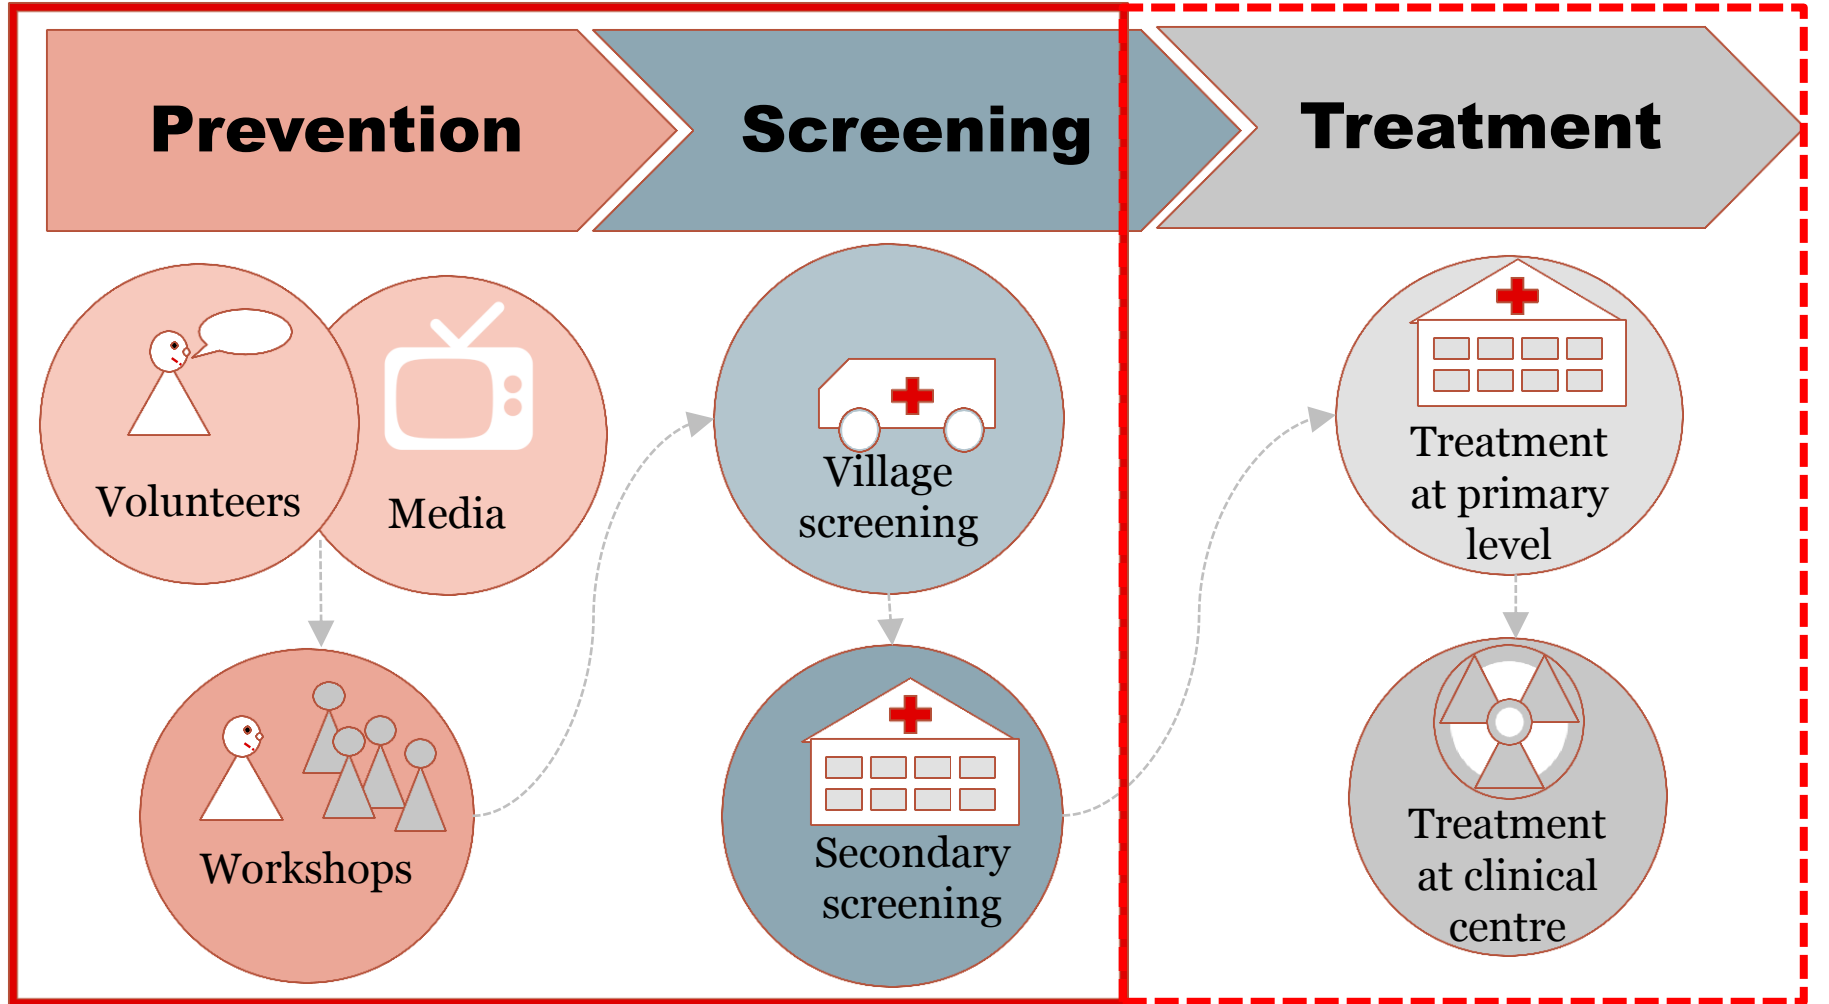 Prevention
Screening
Treatment
Volunteers
Media
Workshops
Village
screening
Secondary
screening
Treatment
at primary
level
Treatment
at clinical
centre